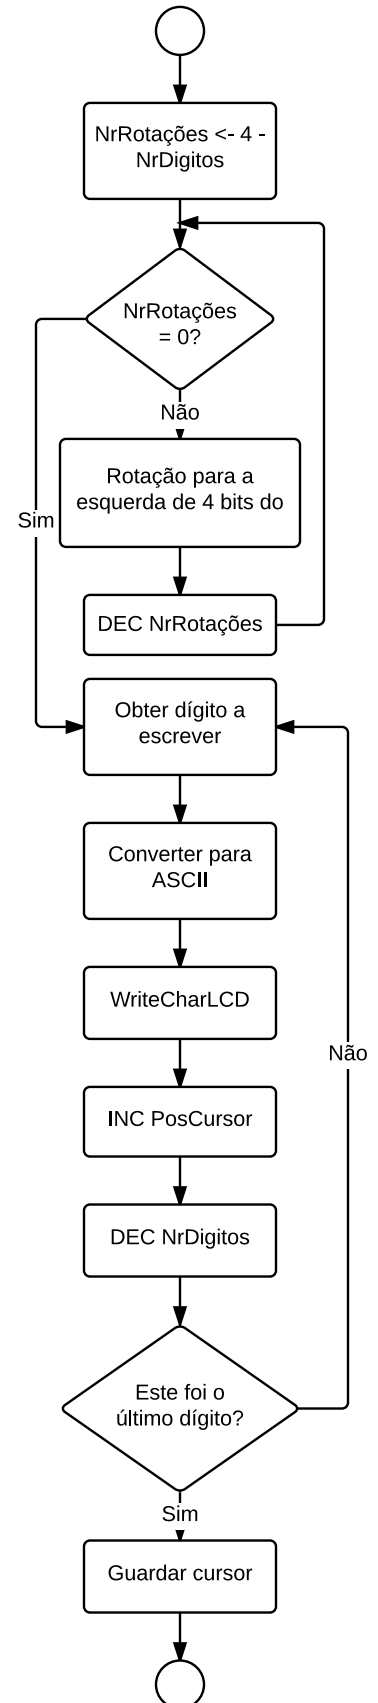 NrRotações <- 4 -
NrDigitos
NrRotações
= 0?
Não
Rotação para a
esquerda de 4 bits do
Sim
DEC NrRotações
Obter dígito a
escrever
Converter para
ASCII
WriteCharLCD
Não
INC PosCursor
DEC NrDigitos
Este foi o
último dígito?
Sim
Guardar cursor